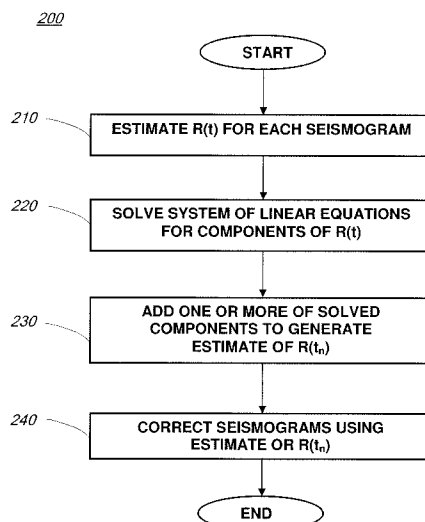 200
START
210
ESTIMATE R(t) FOR EACH SEISMOGRAM
220
SOLVE SYSTEM OF LINEAR EQUATIONS
FOR COMPONENTS OF R(t)
230
ADD ONE OR MORE OF SOLVED
COMPONENTS TO GENERATE
ESTIMATE OF R(tₙ)
240
CORRECT SEISMOGRAMS USING
ESTIMATE OR R(tₙ)
END